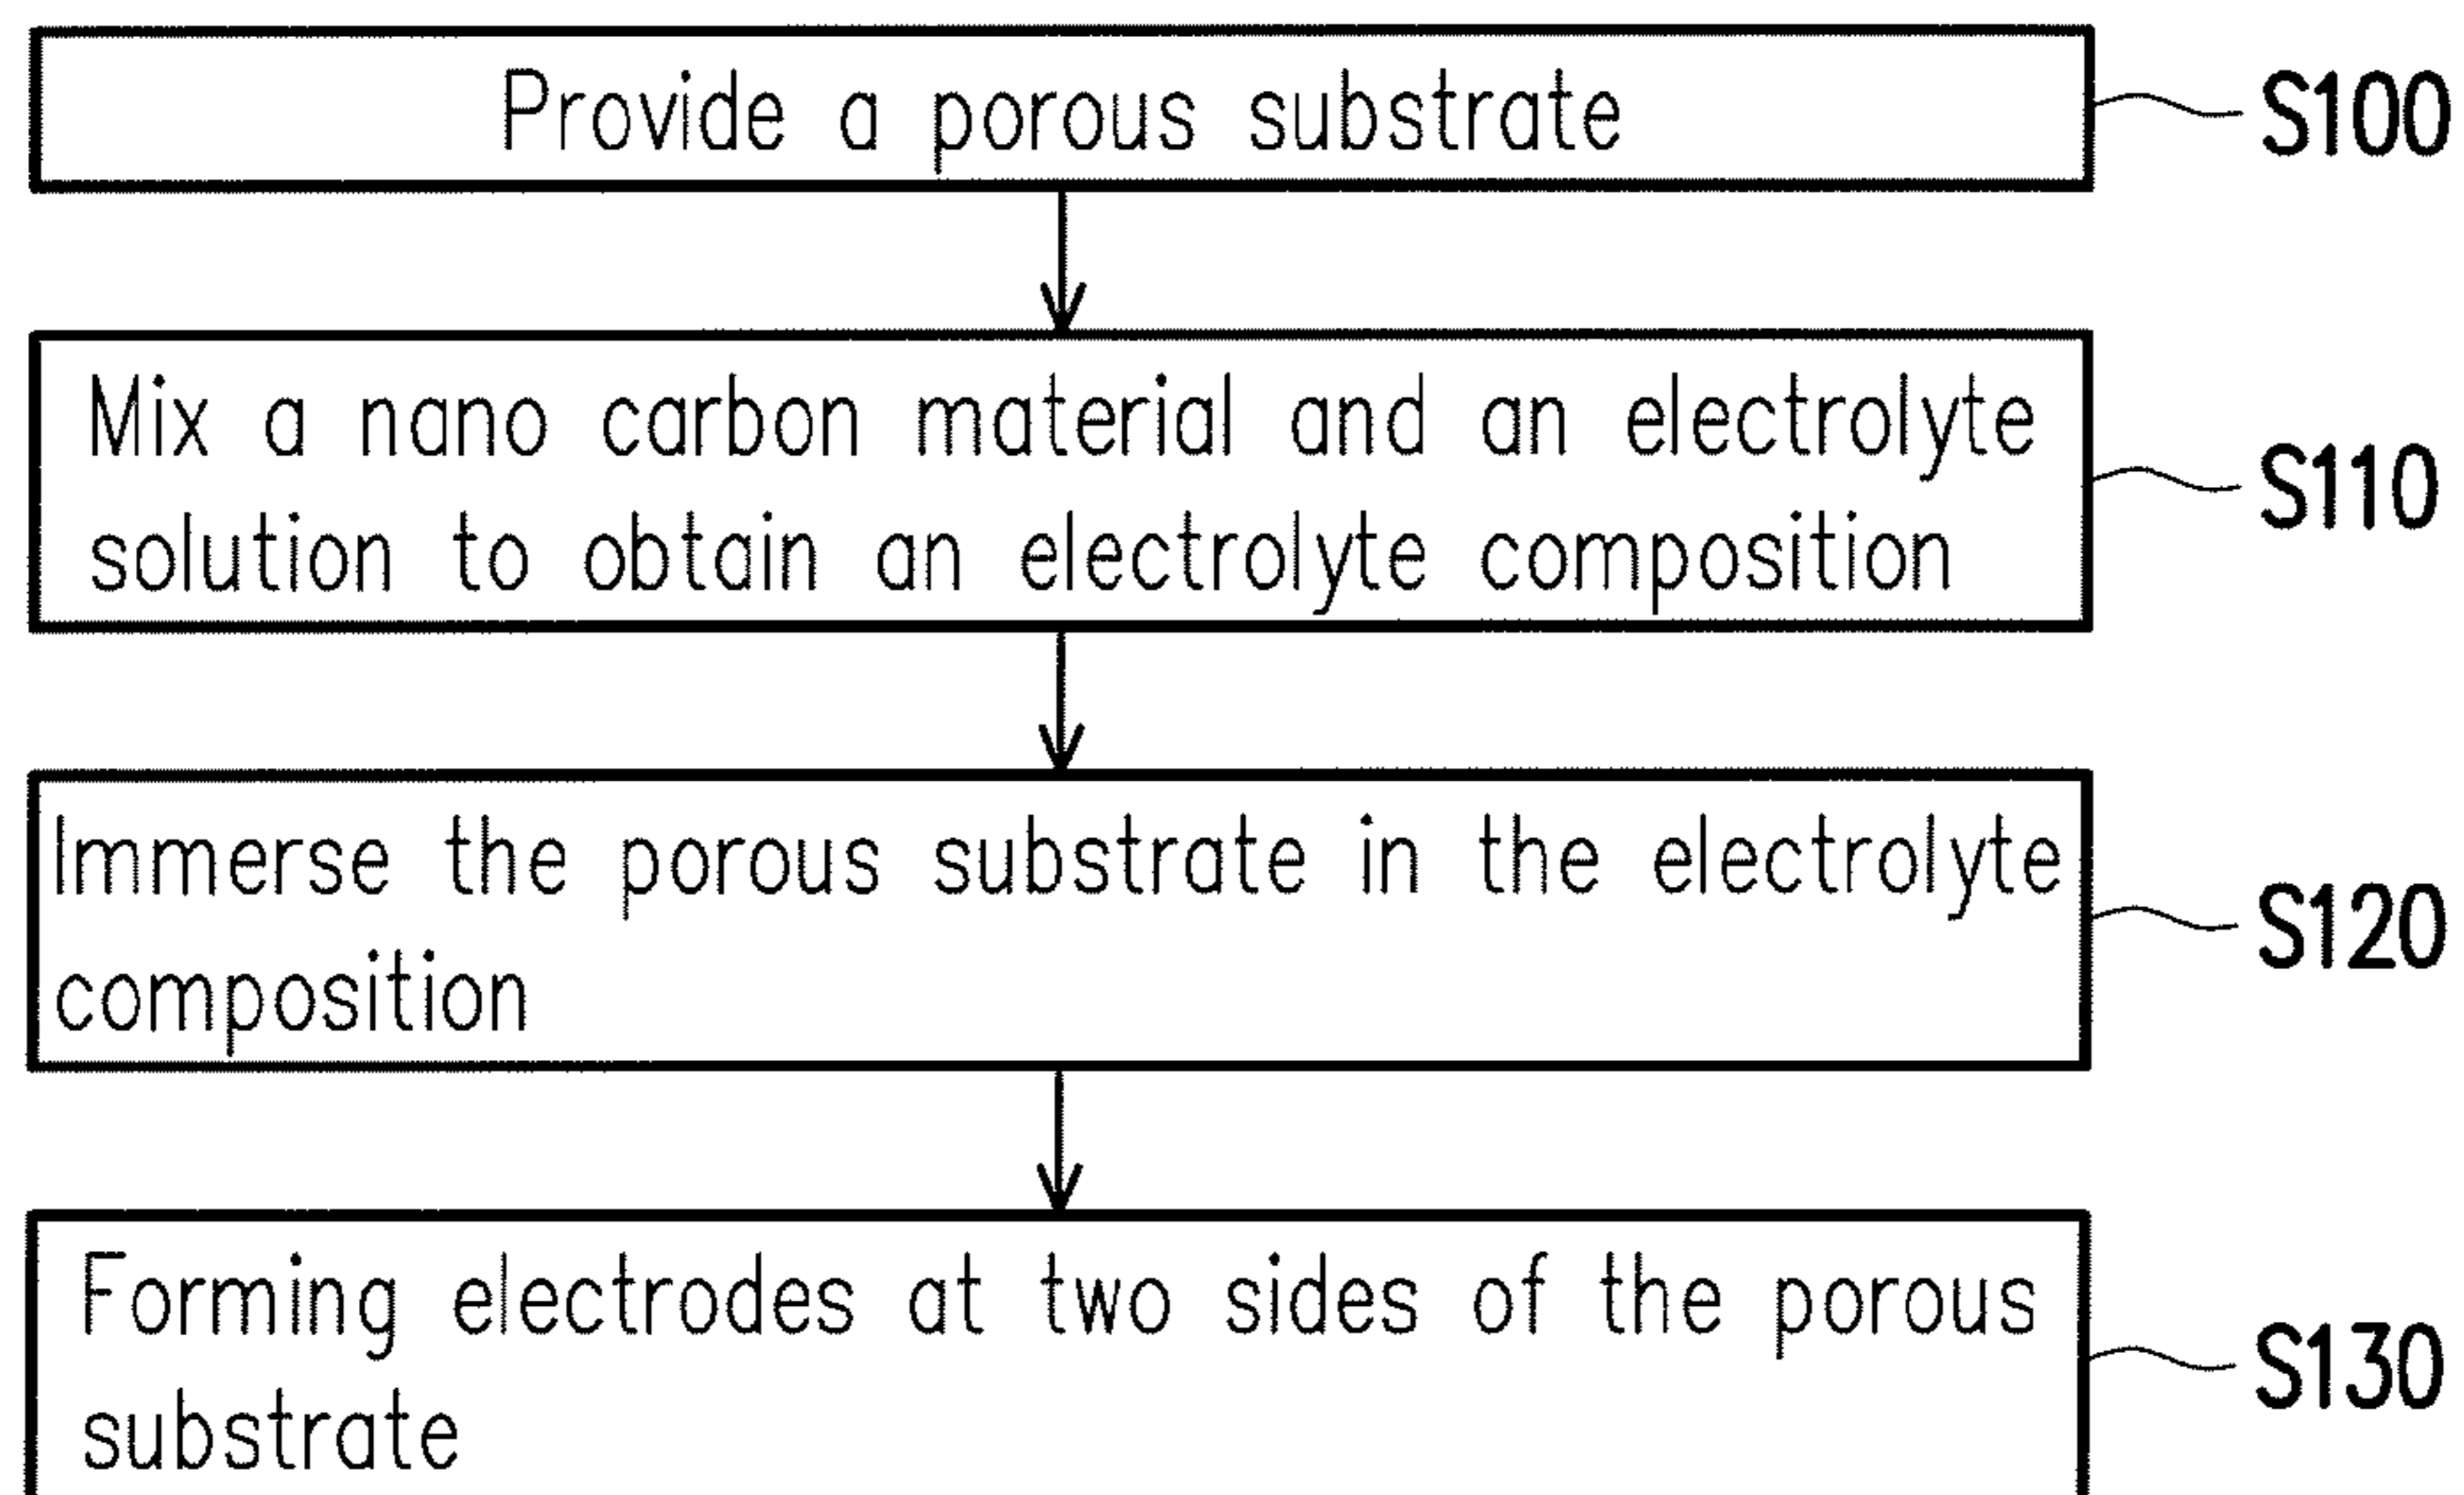 Provide a porous substrate
S100
Mix a nano carbon material and an electrolyte
solution to obtain an electrolyte composition
S110
Immerse the porous substrate in the electrolyte
composition
S120
Forming electrodes at two sides of the porous
substrate
S130